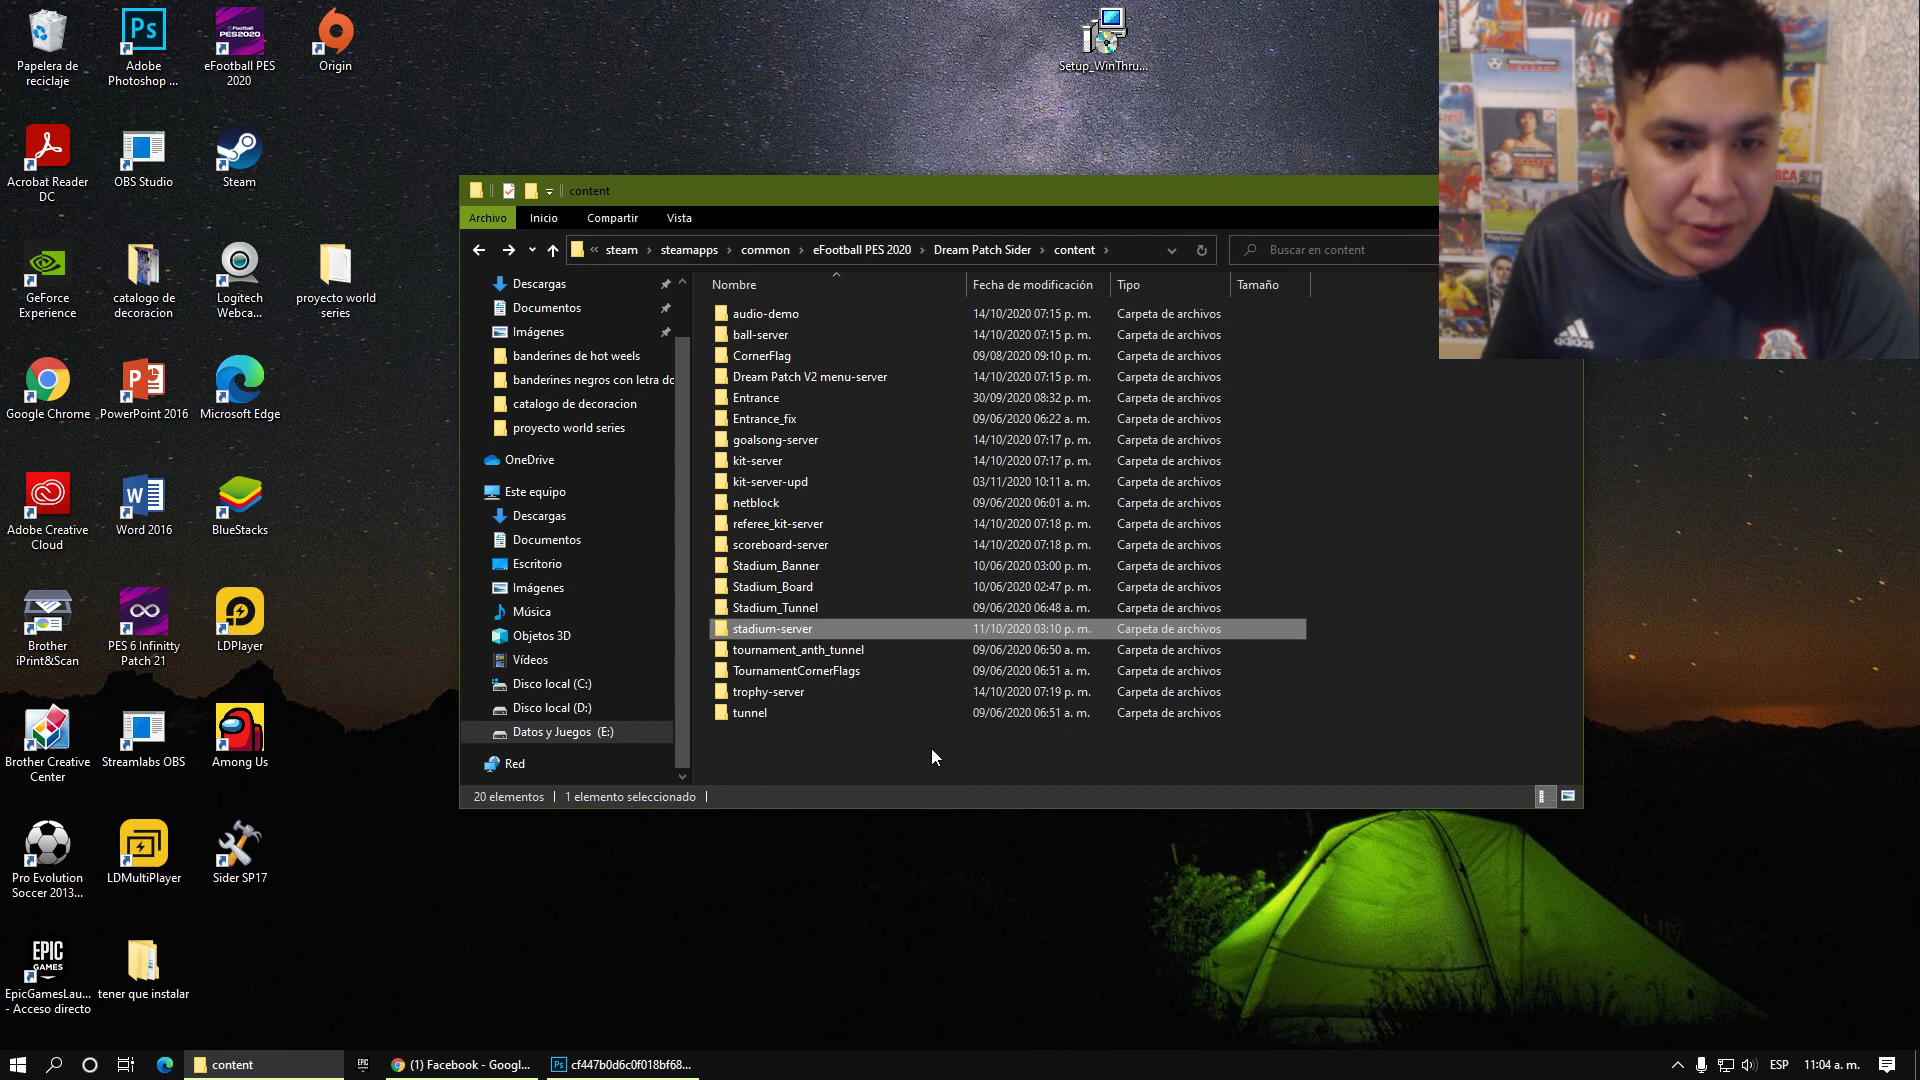 Papelera de
reciclaje
Ps
Adobe
Photoshop ...
PES2020
eFootball PES
2020
Origin
Setup_WinThru...
Acrobat Reader
DC
OBS Studio
Steam
GeForce
Experience
catalogo de
decoracion
Logitech
Webca...
proyecto world
series
Google Chrome
PowerPoint 2016
Microsoft Edge
Adobe Creative
Cloud
Word 2016
BlueStacks
Brother
iPrint&Scan
PES 6 Infinitty
Patch 21
LDPlayer
Brother Creative
Center
Streamlabs OBS
Among Us
Pro Evolution
Soccer 2013...
LDMultiPlayer
Sider SP17
EPIC
GAMES
EpicGamesLau...
- Acceso directo
tener que instalar
content
Archivo
Inicio
Compartir
Vista
« steam › steamapps › common › eFootball PES 2020 › Dream Patch Sider › content ›
Buscar en content
Descargas
Documentos
Imágenes
banderines de hot weels
banderines negros con letra do
catalogo de decoracion
proyecto world series
OneDrive
Este equipo
Descargas
Documentos
Escritorio
Imágenes
Música
Objetos 3D
Vídeos
Disco local (C:)
Disco local (D:)
Datos y Juegos (E:)
Red
Nombre Fecha de modificación Tipo Tamaño
audio-demo 14/10/2020 07:15 p. m. Carpeta de archivos
ball-server 14/10/2020 07:15 p. m. Carpeta de archivos
CornerFlag 09/08/2020 09:10 p. m. Carpeta de archivos
Dream Patch V2 menu-server 14/10/2020 07:15 p. m. Carpeta de archivos
Entrance 30/09/2020 08:32 p. m. Carpeta de archivos
Entrance_fix 09/06/2020 06:22 a. m. Carpeta de archivos
goalsong-server 14/10/2020 07:17 p. m. Carpeta de archivos
kit-server 14/10/2020 07:17 p. m. Carpeta de archivos
kit-server-upd 03/11/2020 10:11 a. m. Carpeta de archivos
netblock 09/06/2020 06:01 a. m. Carpeta de archivos
referee_kit-server 14/10/2020 07:18 p. m. Carpeta de archivos
scoreboard-server 14/10/2020 07:18 p. m. Carpeta de archivos
Stadium_Banner 10/06/2020 03:00 p. m. Carpeta de archivos
Stadium_Board 10/06/2020 02:47 p. m. Carpeta de archivos
Stadium_Tunnel 09/06/2020 06:48 a. m. Carpeta de archivos
stadium-server 11/10/2020 03:10 p. m. Carpeta de archivos
tournament_anth_tunnel 09/06/2020 06:50 a. m. Carpeta de archivos
TournamentCornerFlags 09/06/2020 06:51 a. m. Carpeta de archivos
trophy-server 14/10/2020 07:19 p. m. Carpeta de archivos
tunnel 09/06/2020 06:51 a. m. Carpeta de archivos
20 elementos
1 elemento seleccionado
adidas
content
EPIC
(1) Facebook - Googl...
Ps
cf447b0d6c0f018bf68...
ESP
11:04 a. m.